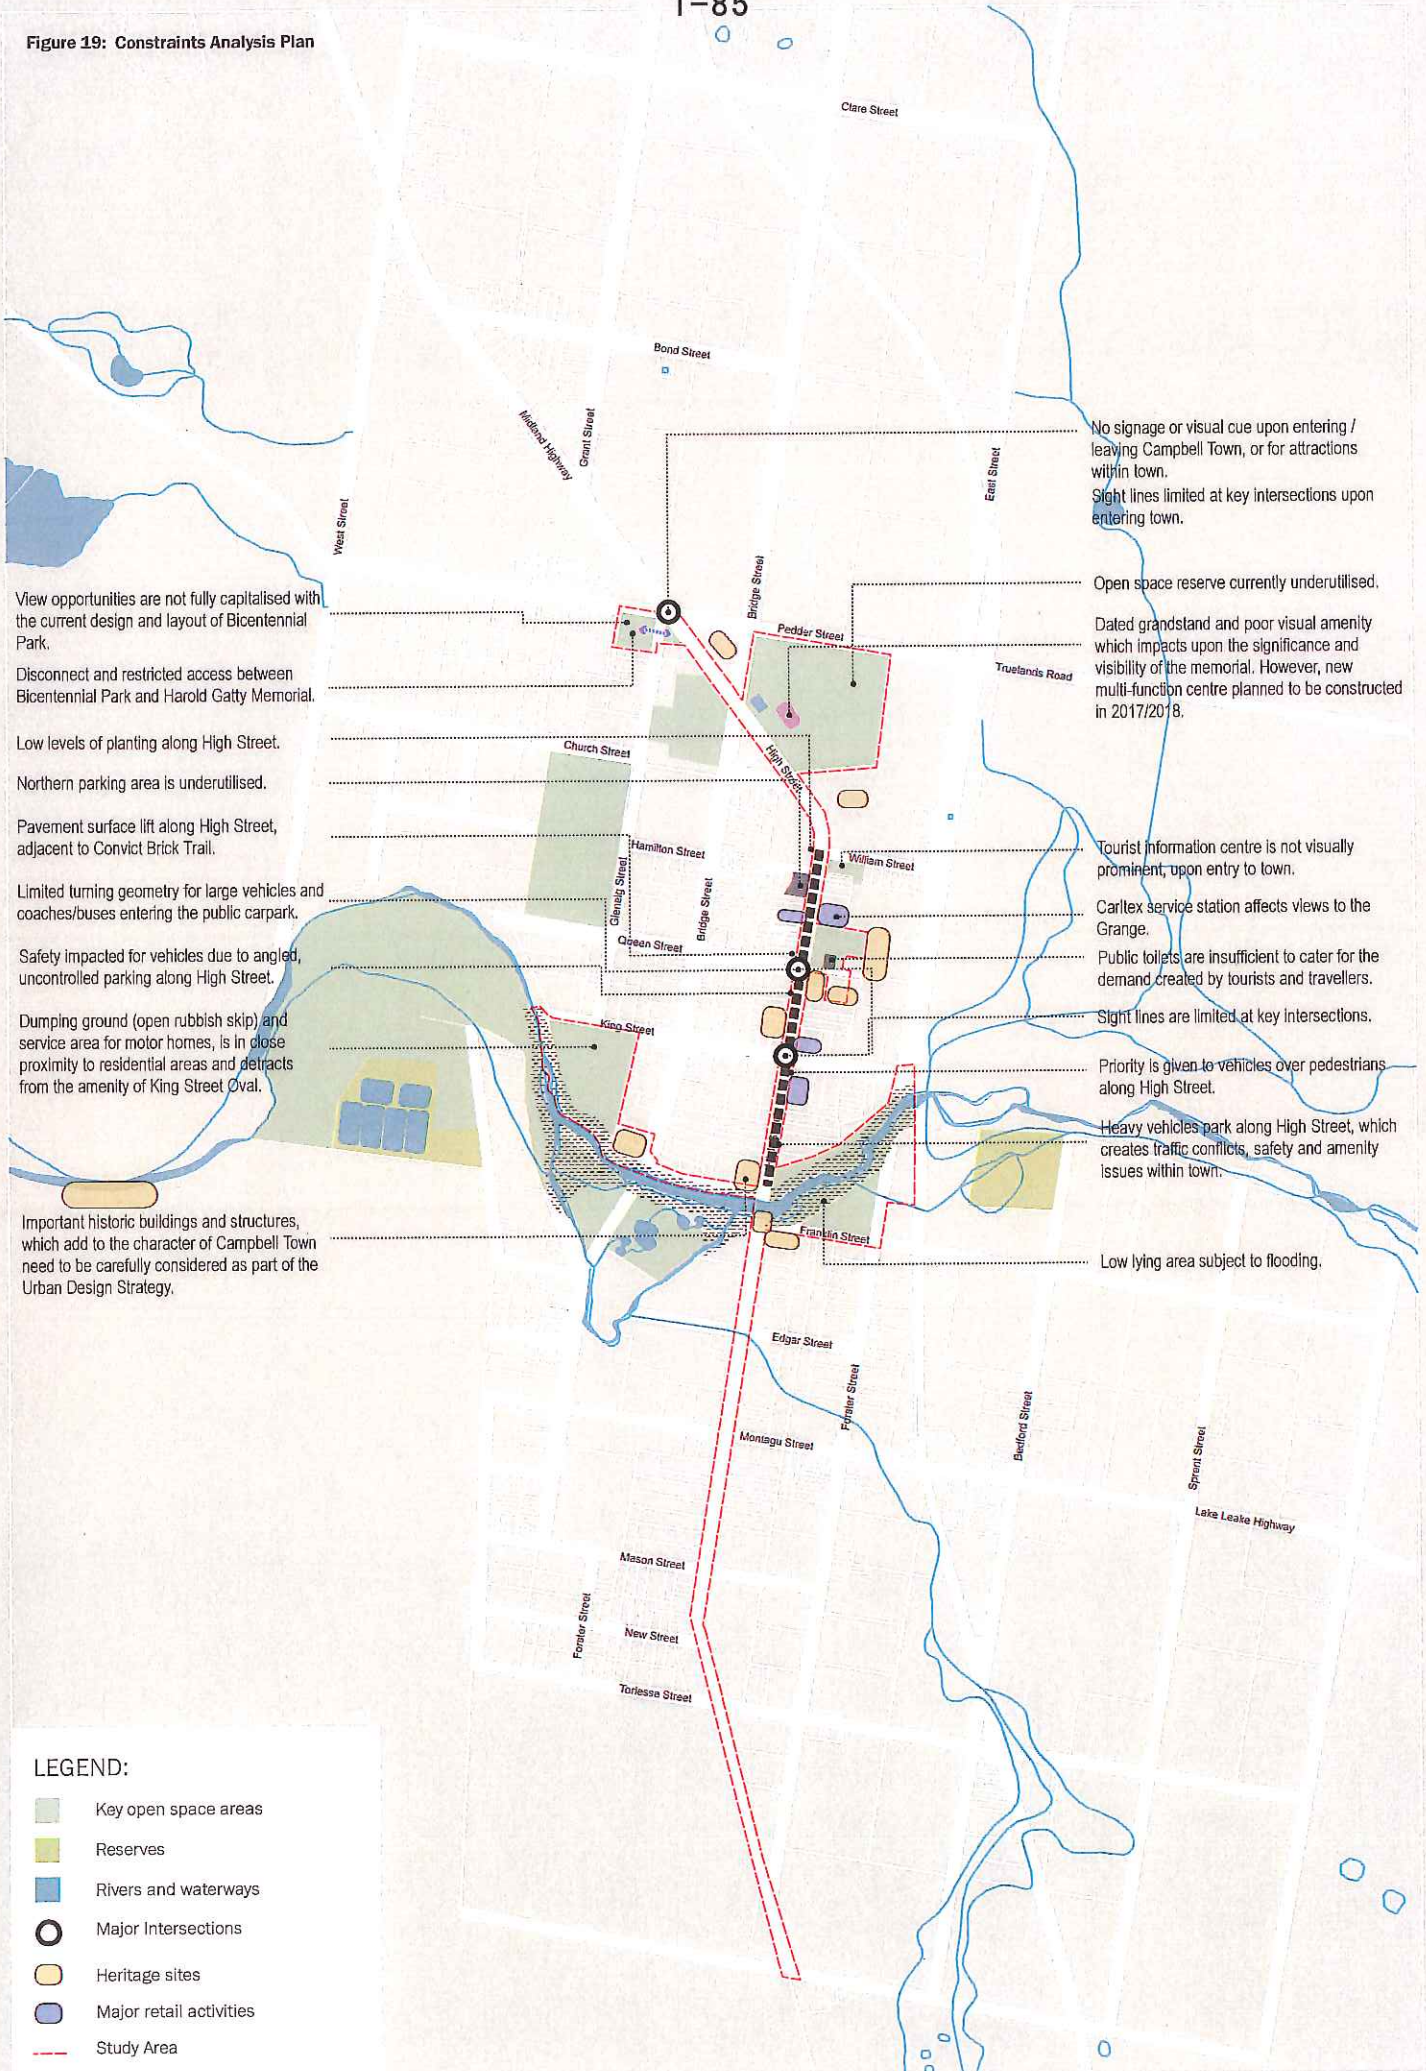 1-85
Figure 19: Constraints Analysis Plan
Clare Street
Bond Street
Midland Highway
Grant Street
West Street
East Street
Bridge Street
Pedder Street
Truelands Road
High Street
Church Street
Hamilton Street
William Street
Glenelg Street
Bridge Street
Queen Street
King Street
Franklin Street
Edgar Street
Forster Street
Montagu Street
Bedford Street
Sprent Street
Lake Leake Highway
Mason Street
Forster Street
New Street
Torlesse Street
View opportunities are not fully capitalised with
the current design and layout of Bicentennial
Park.
Disconnect and restricted access between
Bicentennial Park and Harold Gatty Memorial.
Low levels of planting along High Street.
Northern parking area is underutilised.
Pavement surface lift along High Street,
adjacent to Convict Brick Trail.
Limited turning geometry for large vehicles and
coaches/buses entering the public carpark.
Safety impacted for vehicles due to angled,
uncontrolled parking along High Street.
Dumping ground (open rubbish skip) and
service area for motor homes, is in close
proximity to residential areas and detracts
from the amenity of King Street Oval.
Important historic buildings and structures,
which add to the character of Campbell Town
need to be carefully considered as part of the
Urban Design Strategy.
No signage or visual cue upon entering /
leaving Campbell Town, or for attractions
within town.
Sight lines limited at key intersections upon
entering town.
Open space reserve currently underutilised.
Dated grandstand and poor visual amenity
which impacts upon the significance and
visibility of the memorial. However, new
multi-function centre planned to be constructed
in 2017/2018.
Tourist information centre is not visually
prominent, upon entry to town.
Carltex service station affects views to the
Grange.
Public toilets are insufficient to cater for the
demand created by tourists and travellers.
Sight lines are limited at key intersections.
Priority is given to vehicles over pedestrians
along High Street.
Heavy vehicles park along High Street, which
creates traffic conflicts, safety and amenity
issues within town.
Low lying area subject to flooding.
LEGEND:
Key open space areas
Reserves
Rivers and waterways
Major Intersections
Heritage sites
Major retail activities
Study Area